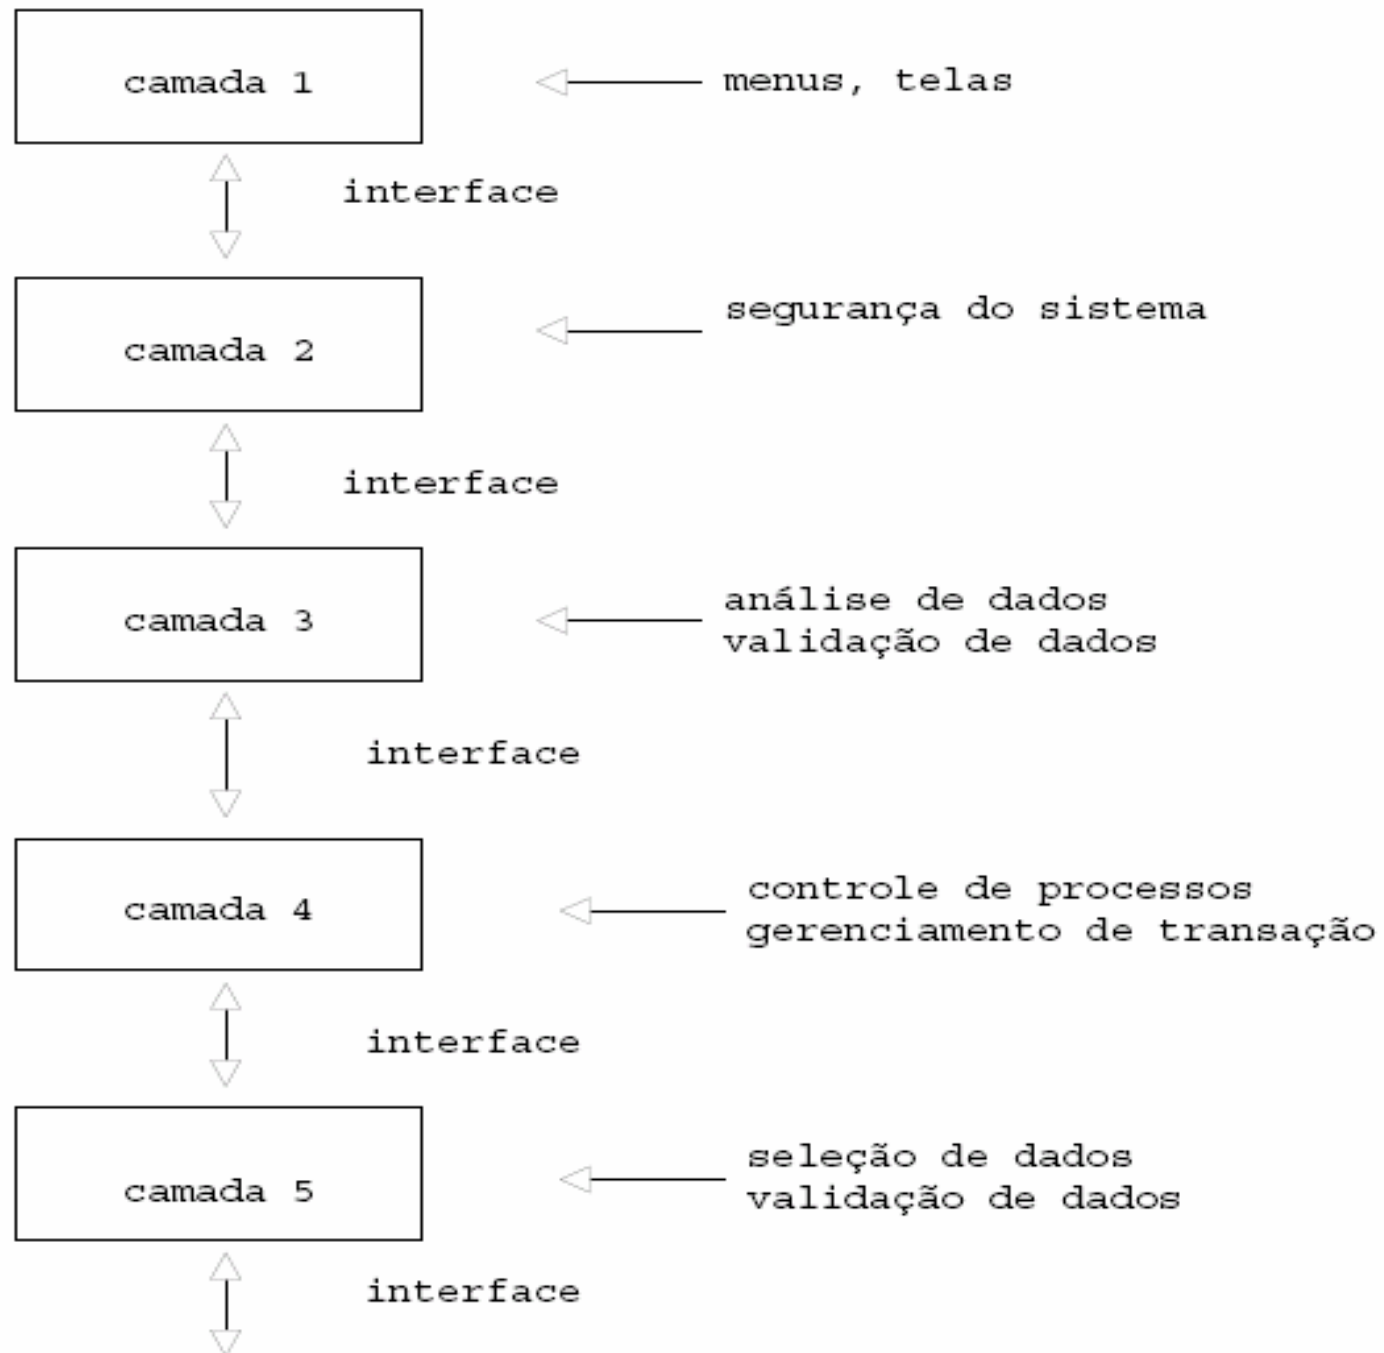 camada 1
menus, telas
interface
camada 2
segurança do sistema
interface
camada 3
análise de dados
validação de dados
interface
camada 4
controle de processos
gerenciamento de transação
interface
camada 5
seleção de dados
validação de dados
interface